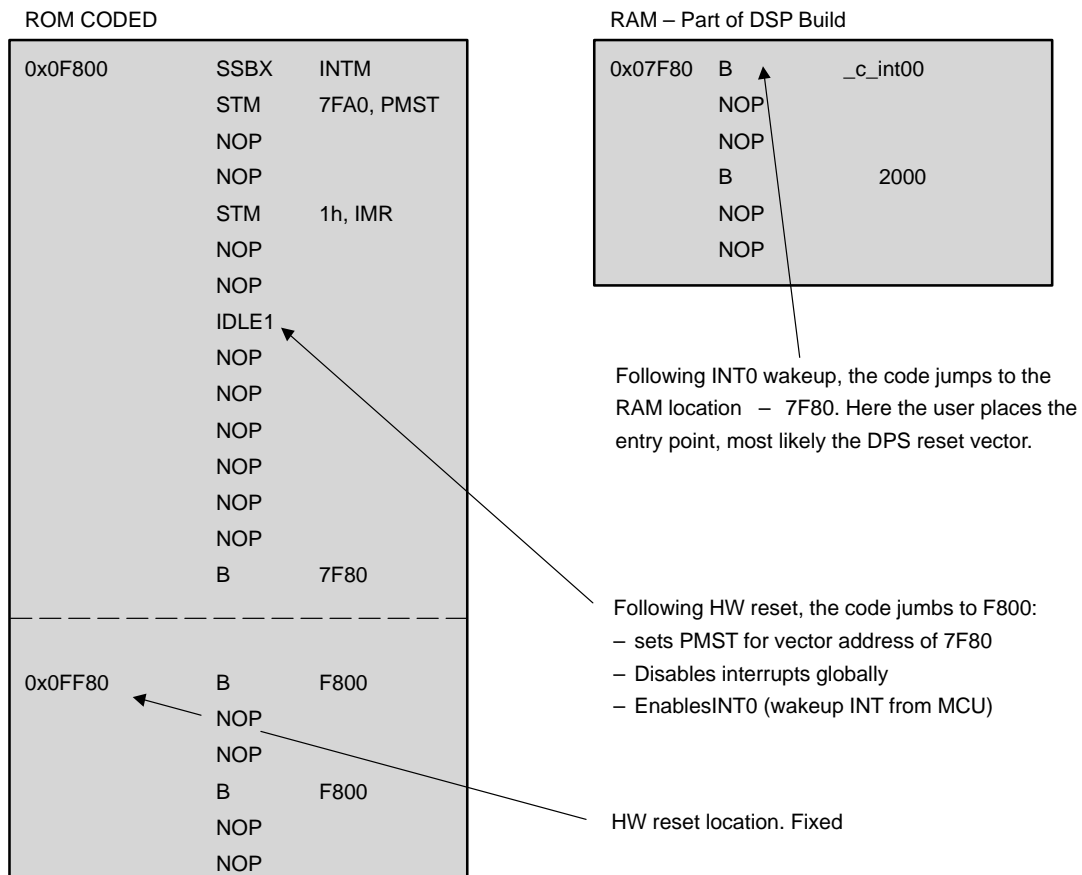 ROM CODED
0x0F800 SSBX INTM
STM 7FA0, PMST
NOP
NOP
STM 1h, IMR
NOP
NOP
IDLE1
NOP
NOP
NOP
NOP
NOP
NOP
B 7F80
0x0FF80 B F800
NOP
NOP
B F800
NOP
NOP
RAM – Part of DSP Build
0x07F80 B _c_int00
NOP
NOP
B 2000
NOP
NOP
Following INT0 wakeup, the code jumps to the
RAM location – 7F80. Here the user places the
entry point, most likely the DPS reset vector.
Following HW reset, the code jumbs to F800:
– sets PMST for vector address of 7F80
– Disables interrupts globally
– EnablesINT0 (wakeup INT from MCU)
HW reset location. Fixed